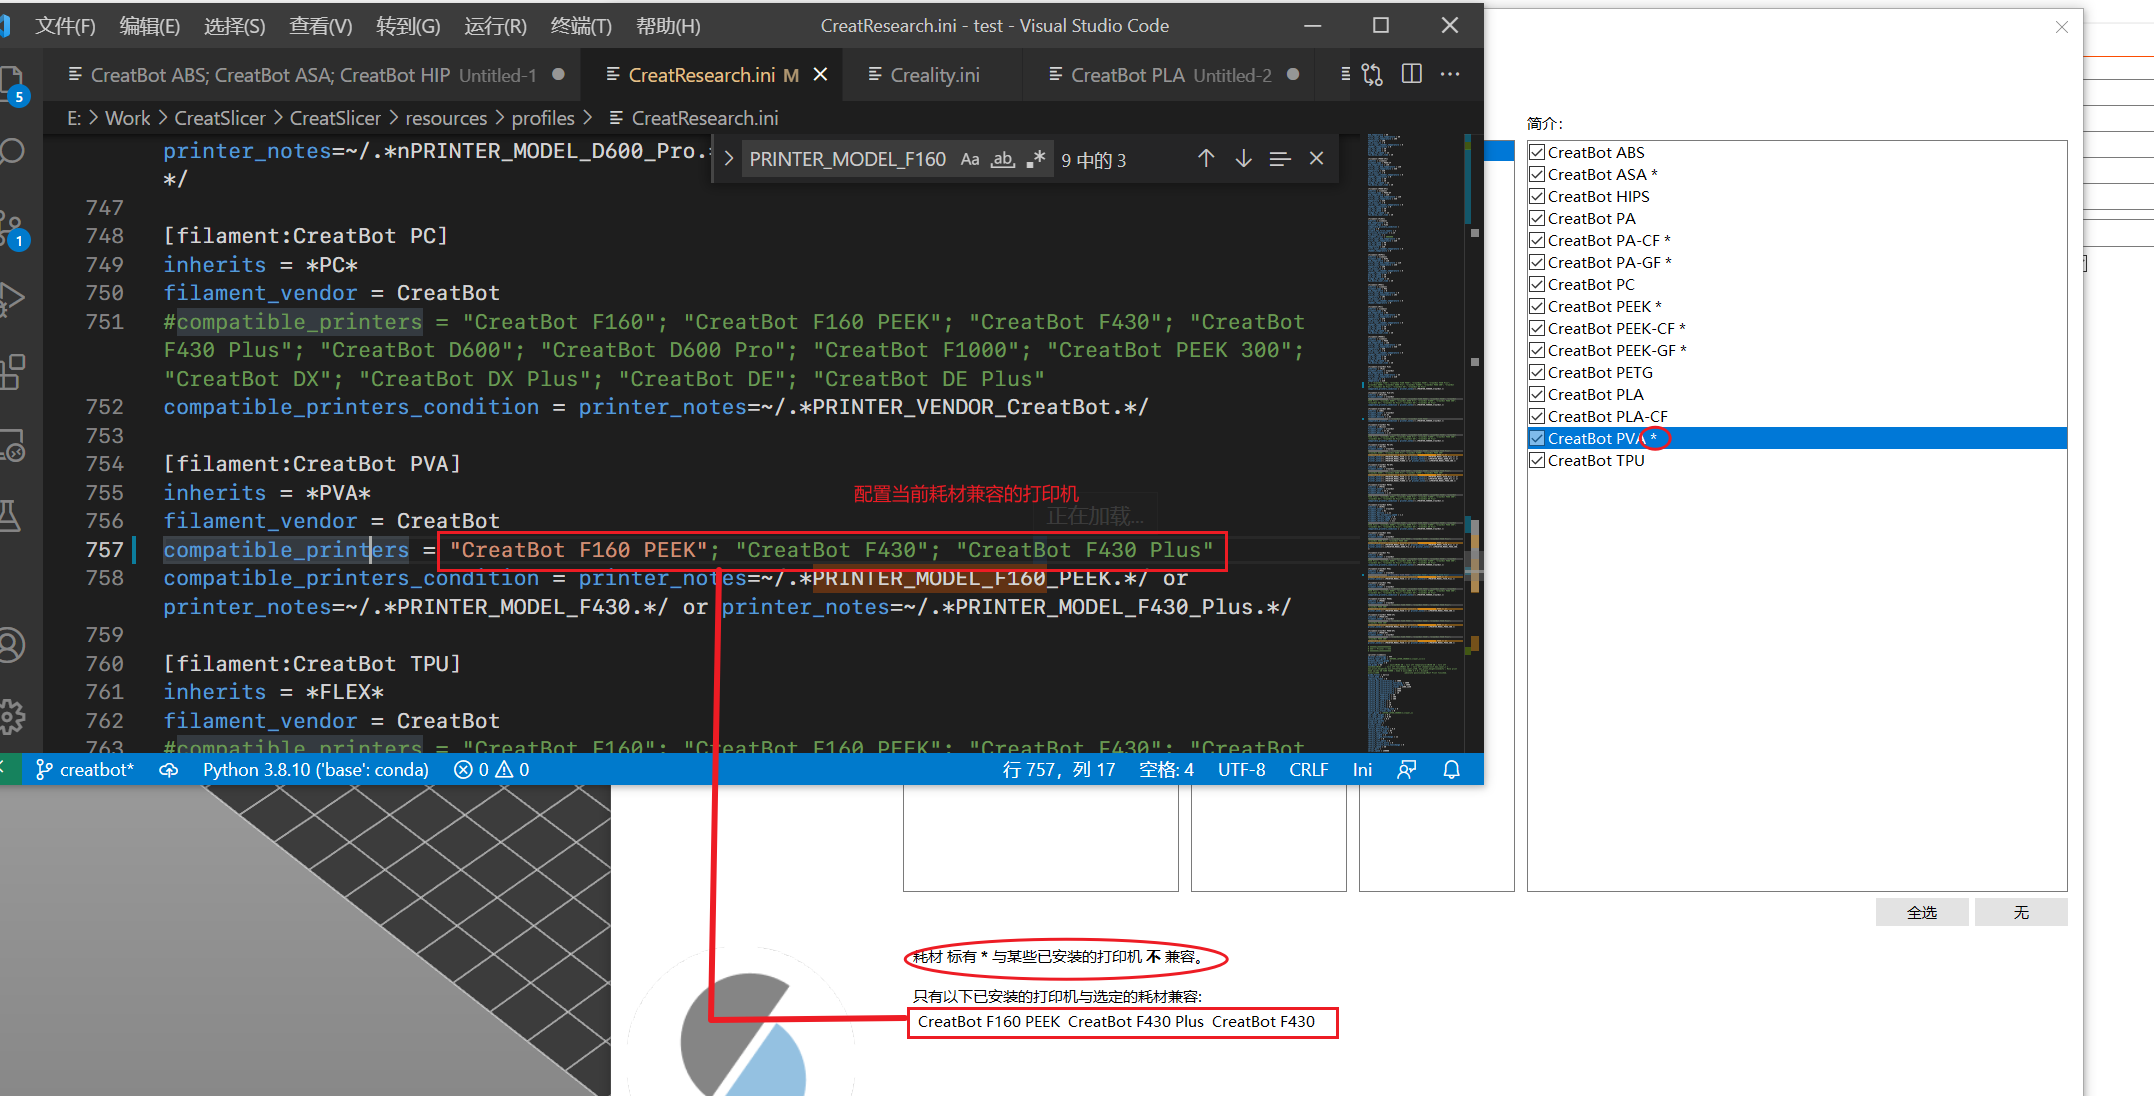 文件(F) 编辑(E) 选择(S) 查看(V) 转到(G) 运行(R) 终端(T) 帮助(H) CreatResearch.ini - test - Visual Studio Code
CreatBot ABS; CreatBot ASA; CreatBot HIP Untitled-1 CreatResearch.ini M Creality.ini CreatBot PLA Untitled-2
E: > Work > CreatSlicer > CreatSlicer > resources > profiles > CreatResearch.ini
5
1
PRINTER_MODEL_F160 Aa ab .* 9 中的 3
printer_notes=~/.*nPRINTER_MODEL_D600_Pro.
*/
747
748 [filament:CreatBot PC]
749 inherits = *PC*
750 filament_vendor = CreatBot
751 #compatible_printers = "CreatBot F160"; "CreatBot F160 PEEK"; "CreatBot F430"; "CreatBot
F430 Plus"; "CreatBot D600"; "CreatBot D600 Pro"; "CreatBot F1000"; "CreatBot PEEK 300";
"CreatBot DX"; "CreatBot DX Plus"; "CreatBot DE"; "CreatBot DE Plus"
752 compatible_printers_condition = printer_notes=~/.*PRINTER_VENDOR_CreatBot.*/
753
754 [filament:CreatBot PVA]
755 inherits = *PVA*
配置当前耗材兼容的打印机
正在加载...
756 filament_vendor = CreatBot
757 compatible_printers = "CreatBot F160 PEEK"; "CreatBot F430"; "CreatBot F430 Plus"
758 compatible_printers_condition = printer_notes=~/.*PRINTER_MODEL_F160_PEEK.*/ or
printer_notes=~/.*PRINTER_MODEL_F430.*/ or printer_notes=~/.*PRINTER_MODEL_F430_Plus.*/
759
760 [filament:CreatBot TPU]
761 inherits = *FLEX*
762 filament_vendor = CreatBot
763 #compatible_printers = "CreatBot F160"; "CreatBot F160 PEEK"; "CreatBot F430"; "CreatBot
creatbot* Python 3.8.10 ('base': conda) 0 0 行 757，列 17 空格: 4 UTF-8 CRLF Ini
简介:
CreatBot ABS
CreatBot ASA *
CreatBot HIPS
CreatBot PA
CreatBot PA-CF *
CreatBot PA-GF *
CreatBot PC
CreatBot PEEK *
CreatBot PEEK-CF *
CreatBot PEEK-GF *
CreatBot PETG
CreatBot PLA
CreatBot PLA-CF
CreatBot PVA *
CreatBot TPU
全选 无
耗材 标有 * 与某些已安装的打印机 不 兼容。
只有以下已安装的打印机与选定的耗材兼容:
CreatBot F160 PEEK CreatBot F430 Plus CreatBot F430